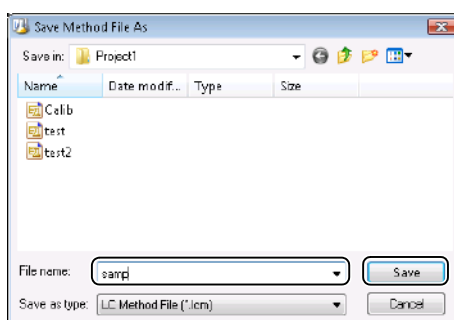 Save Method File As
Save in: Project1
Name Date modif... Type Size
Calib
test
test2
File name: samp Save
Save as type: LC Method File (*.lcm) Cancel